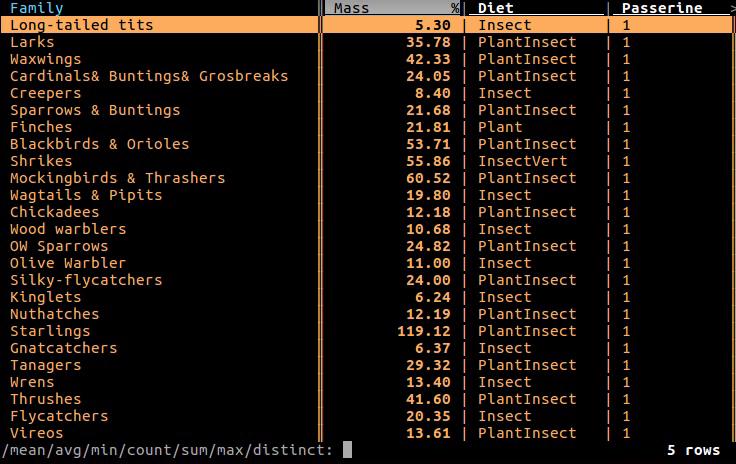 Family Mass %| Diet | Passerine >
Long-tailed tits ‖ 5.30 | Insect | 1
Larks ‖ 35.78 | PlantInsect | 1
Waxwings ‖ 42.33 | PlantInsect | 1
Cardinals& Buntings& Grosbreaks ‖ 24.05 | PlantInsect | 1
Creepers ‖ 8.40 | Insect | 1
Sparrows & Buntings ‖ 21.68 | PlantInsect | 1
Finches ‖ 21.81 | Plant | 1
Blackbirds & Orioles ‖ 53.71 | PlantInsect | 1
Shrikes ‖ 55.86 | InsectVert | 1
Mockingbirds & Thrashers ‖ 60.52 | PlantInsect | 1
Wagtails & Pipits ‖ 19.80 | Insect | 1
Chickadees ‖ 12.18 | PlantInsect | 1
Wood warblers ‖ 10.68 | Insect | 1
OW Sparrows ‖ 24.82 | PlantInsect | 1
Olive Warbler ‖ 11.00 | Insect | 1
Silky-flycatchers ‖ 24.00 | PlantInsect | 1
Kinglets ‖ 6.24 | Insect | 1
Nuthatches ‖ 12.19 | PlantInsect | 1
Starlings ‖ 119.12 | PlantInsect | 1
Gnatcatchers ‖ 6.37 | Insect | 1
Tanagers ‖ 29.32 | PlantInsect | 1
Wrens ‖ 13.40 | Insect | 1
Thrushes ‖ 41.60 | PlantInsect | 1
Flycatchers ‖ 20.35 | Insect | 1
Vireos ‖ 13.61 | PlantInsect | 1
/mean/avg/min/count/sum/max/distinct: 5 rows